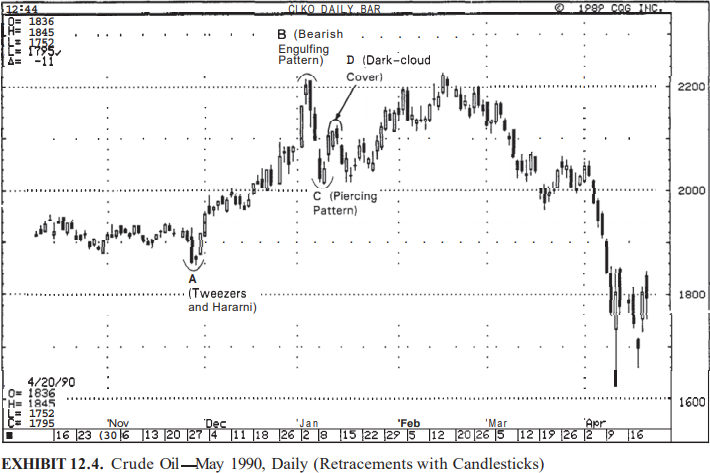 12:44 CLKO DAILY BAR © 1989 CQG INC.
O= 1836
H= 1845
L= 1752
L= 1795✓
Δ= -11
B (Bearish
Engulfing
Pattern)
D (Dark-cloud
Cover)
2200
2000
C (Piercing
Pattern)
A
(Tweezers
and Hararni)
1800
1600
4/20/90
O= 1836
H= 1845
L= 1752
C= 1795
'Nov 'Dec 'Jan 'Feb 'Mar Apr
16 23 (30 6 13 20 27 4 11 18 26 2 8 15 22 29 5 12 20 26 5 12 19 26 2 9 16
EXHIBIT 12.4. Crude Oil—May 1990, Daily (Retracements with Candlesticks)